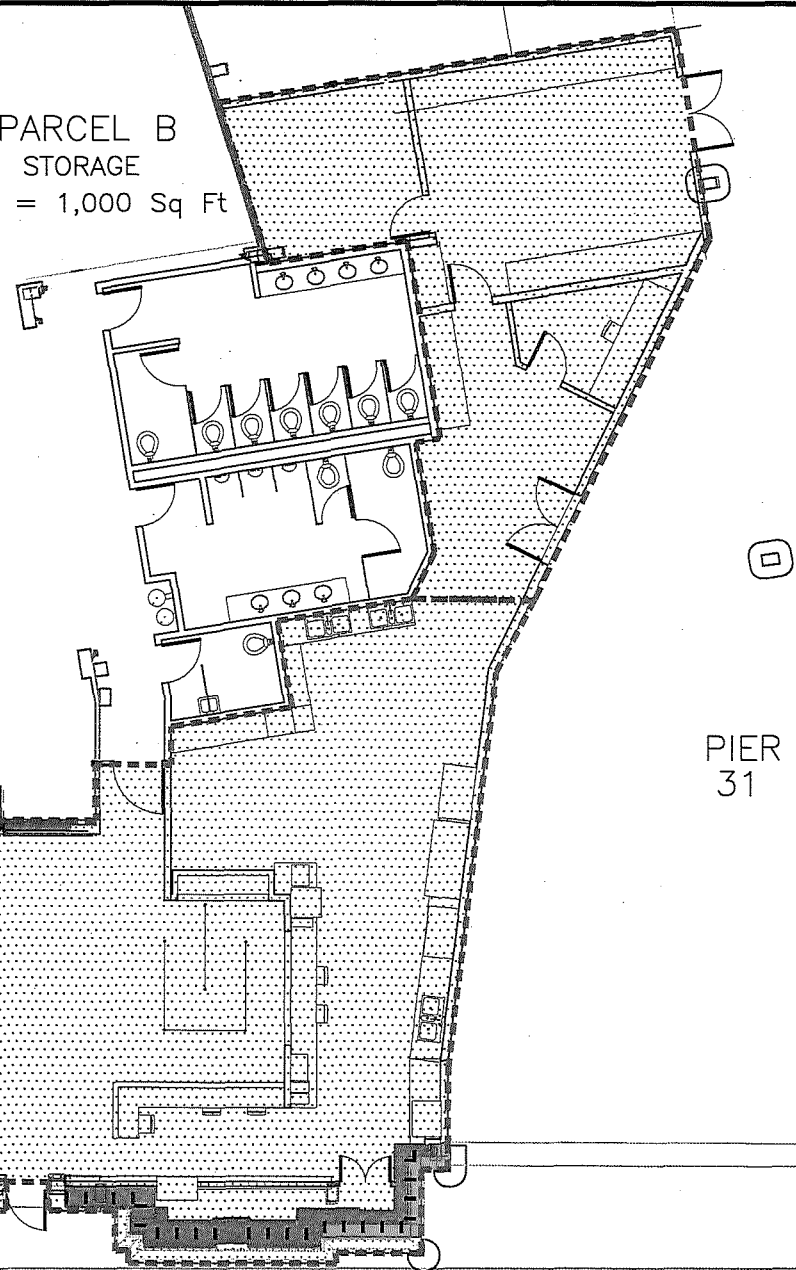 PARCEL B
STORAGE
= 1,000 Sq Ft
PIER
31